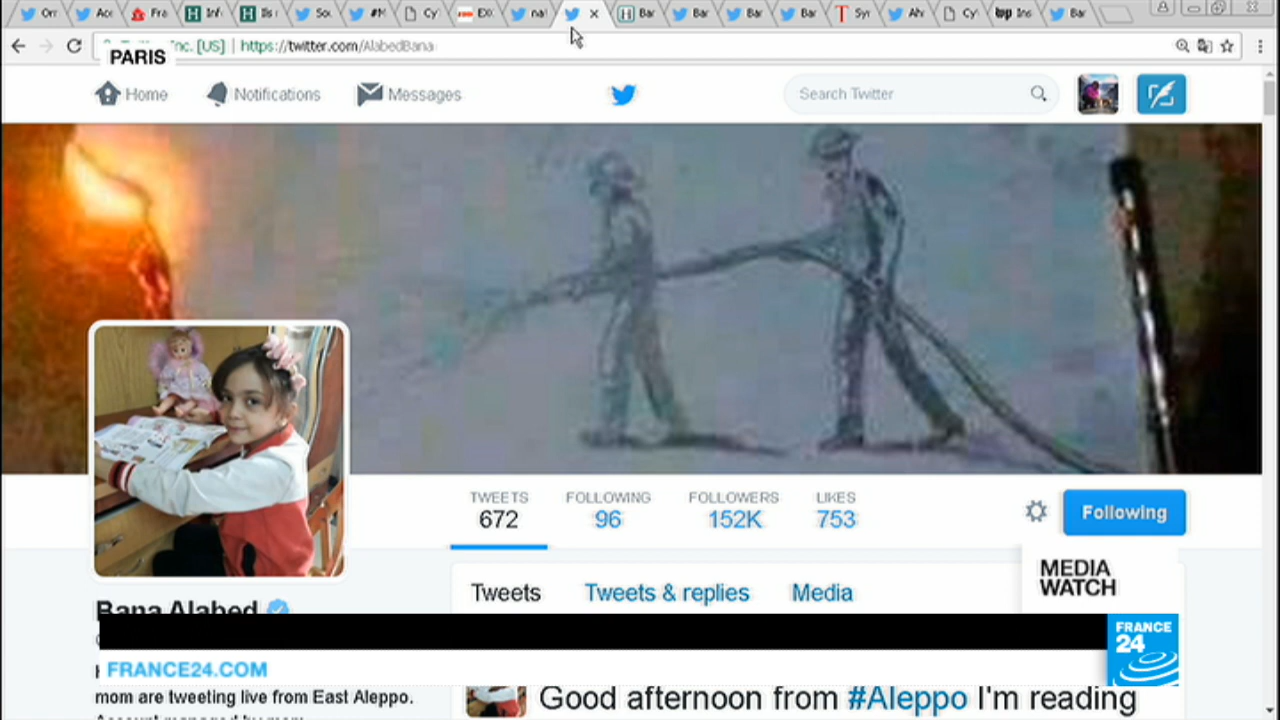 Inc. [US] https://twitter.com/AlabedBana
PARIS
Home Notifications Messages Search Twitter
TWEETS FOLLOWING FOLLOWERS LIKES
672 96 152K 753
Following
MEDIA
WATCH
Tweets Tweets & replies Media
Bana Alabed
FRANCE
24
FRANCE24.COM
mom are tweeting live from East Aleppo.
Good afternoon from #Aleppo I'm reading